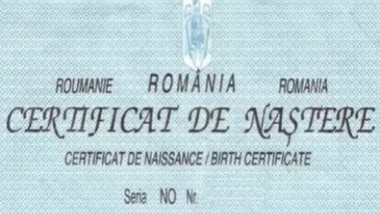 ROUMANIE ROMÂNIA ROMANIA
CERTIFICAT DE NAȘTERE
CERTIFICAT DE NAISSANCE / BIRTH CERTIFICATE
Seria NO Nr.